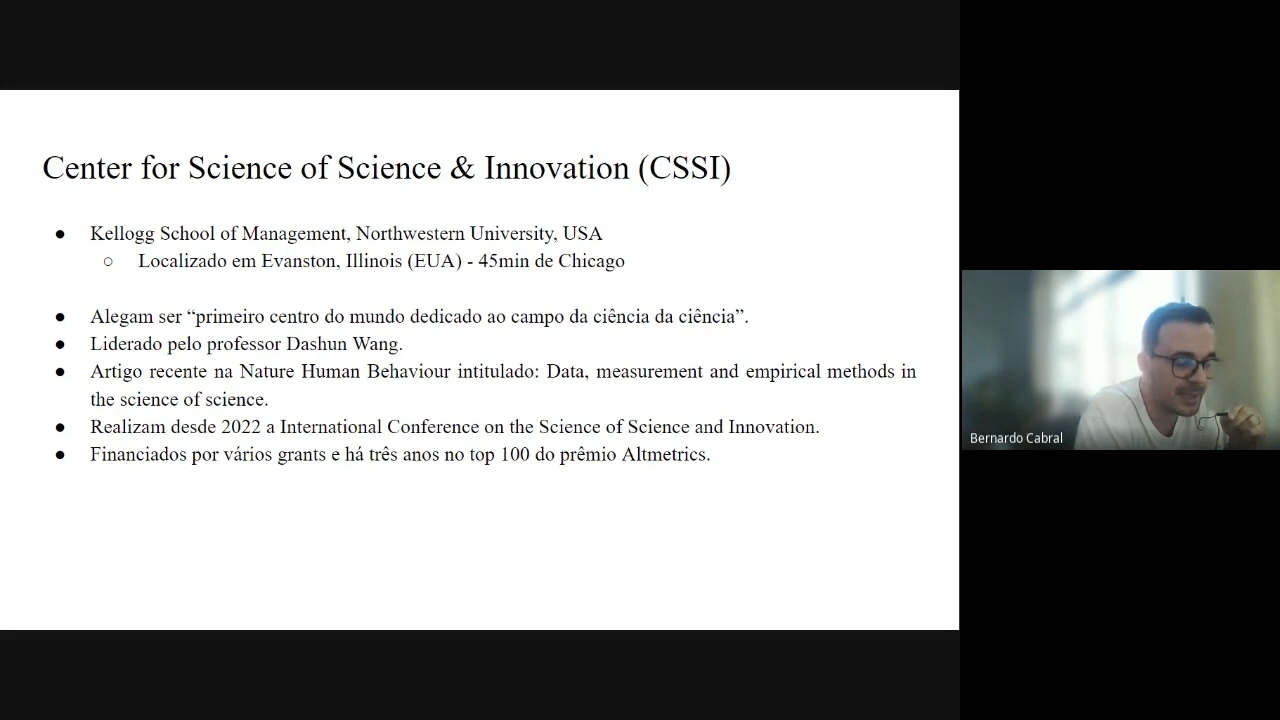 Center for Science of Science & Innovation (CSSI)
● Kellogg School of Management, Northwestern University, USA
○ Localizado em Evanston, Illinois (EUA) - 45min de Chicago
● Alegam ser “primeiro centro do mundo dedicado ao campo da ciência da ciência”.
● Liderado pelo professor Dashun Wang.
● Artigo recente na Nature Human Behaviour intitulado: Data, measurement and empirical methods in
the science of science.
● Realizam desde 2022 a International Conference on the Science of Science and Innovation.
● Financiados por vários grants e há três anos no top 100 do prêmio Altmetrics.
Bernardo Cabral